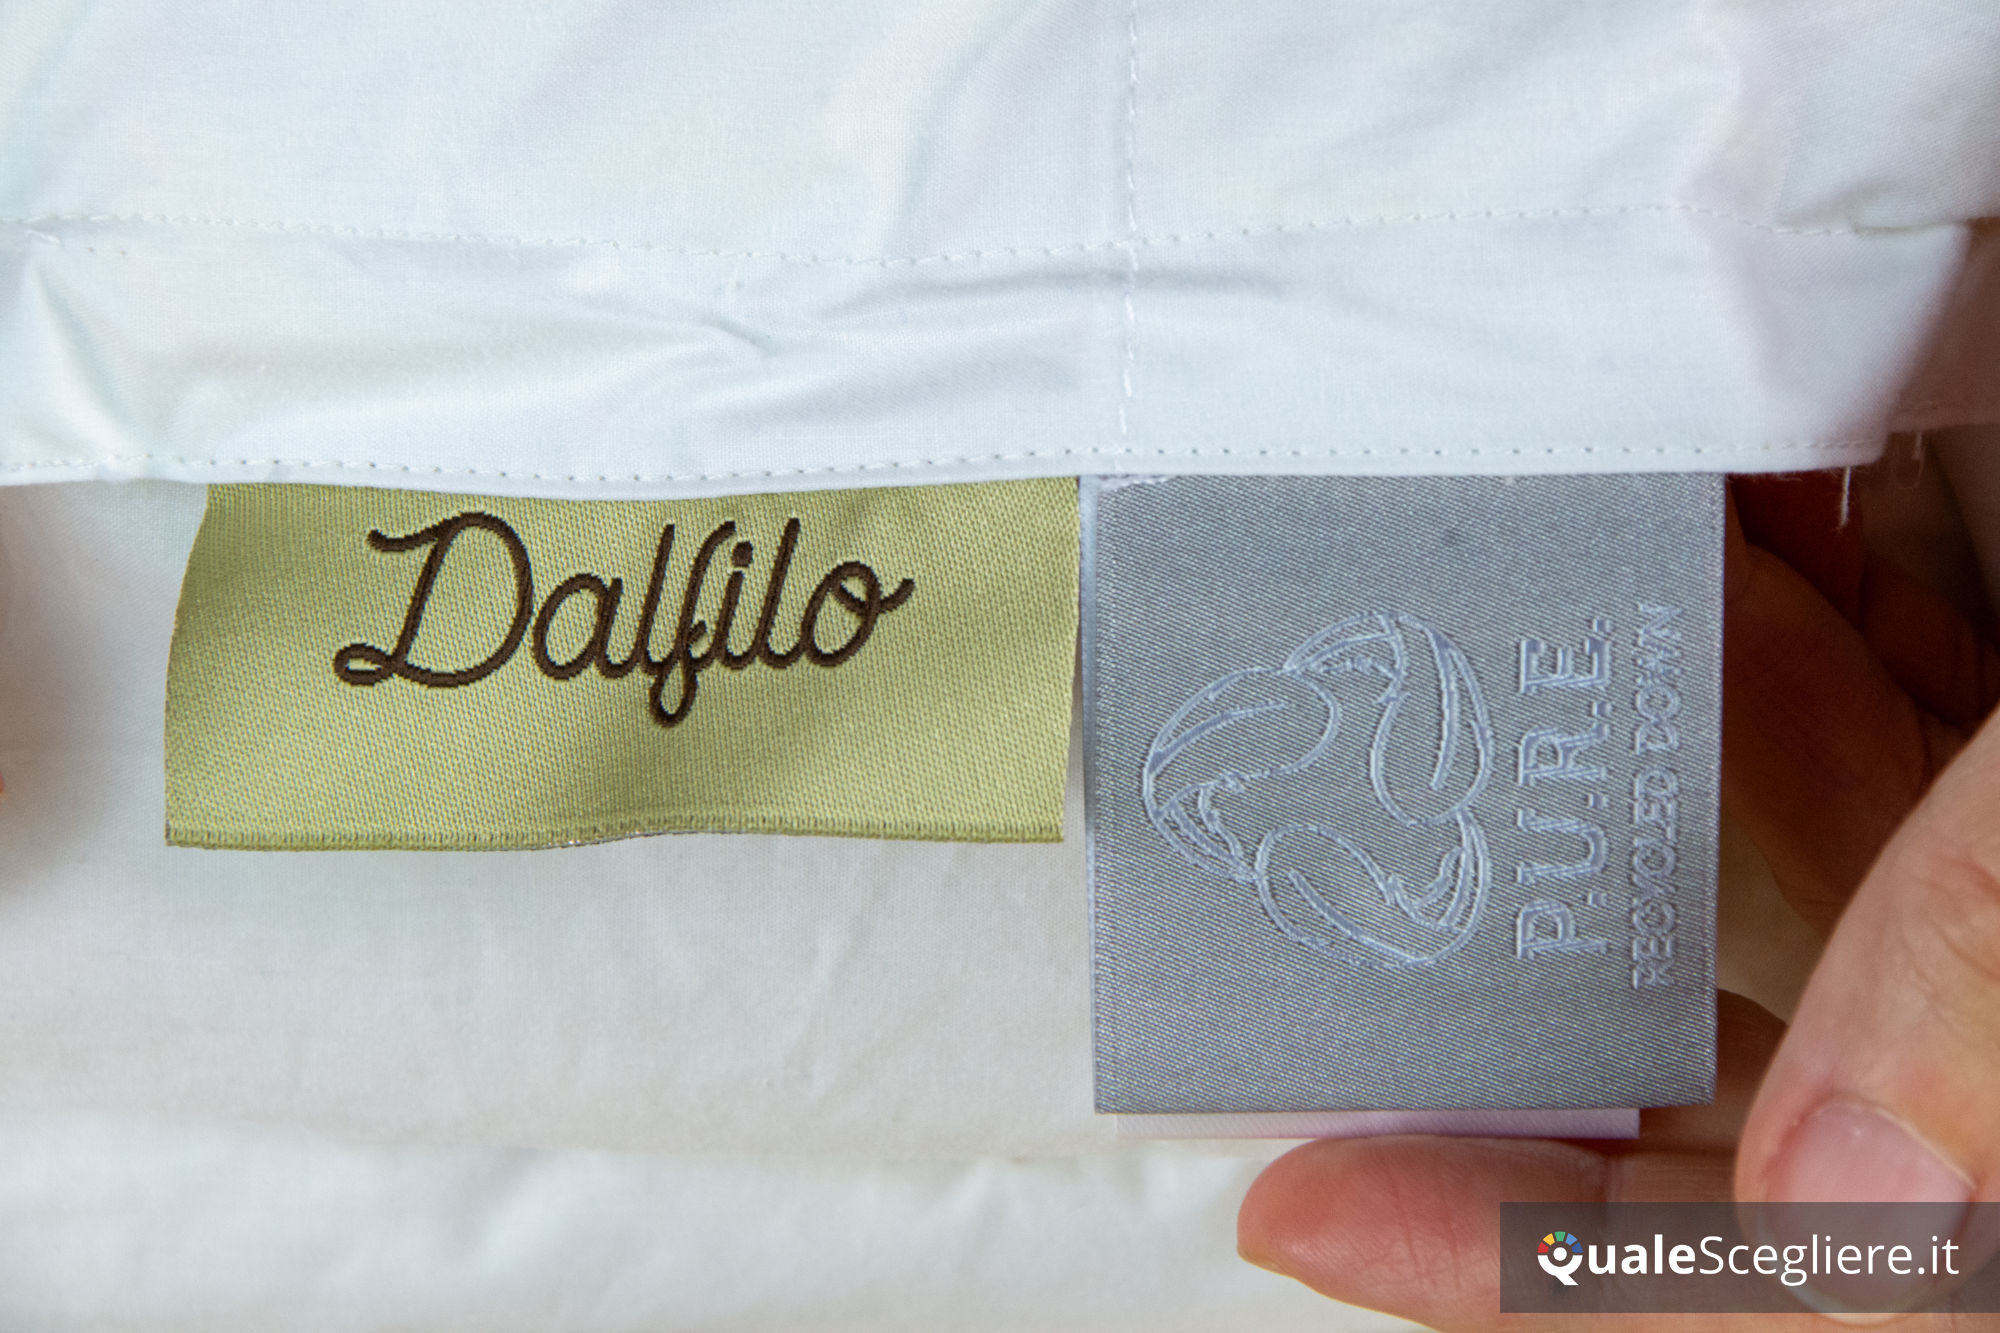 Dalfilo
P.U.R.E.
RECYCLED DOWN
QualeScegliere.it